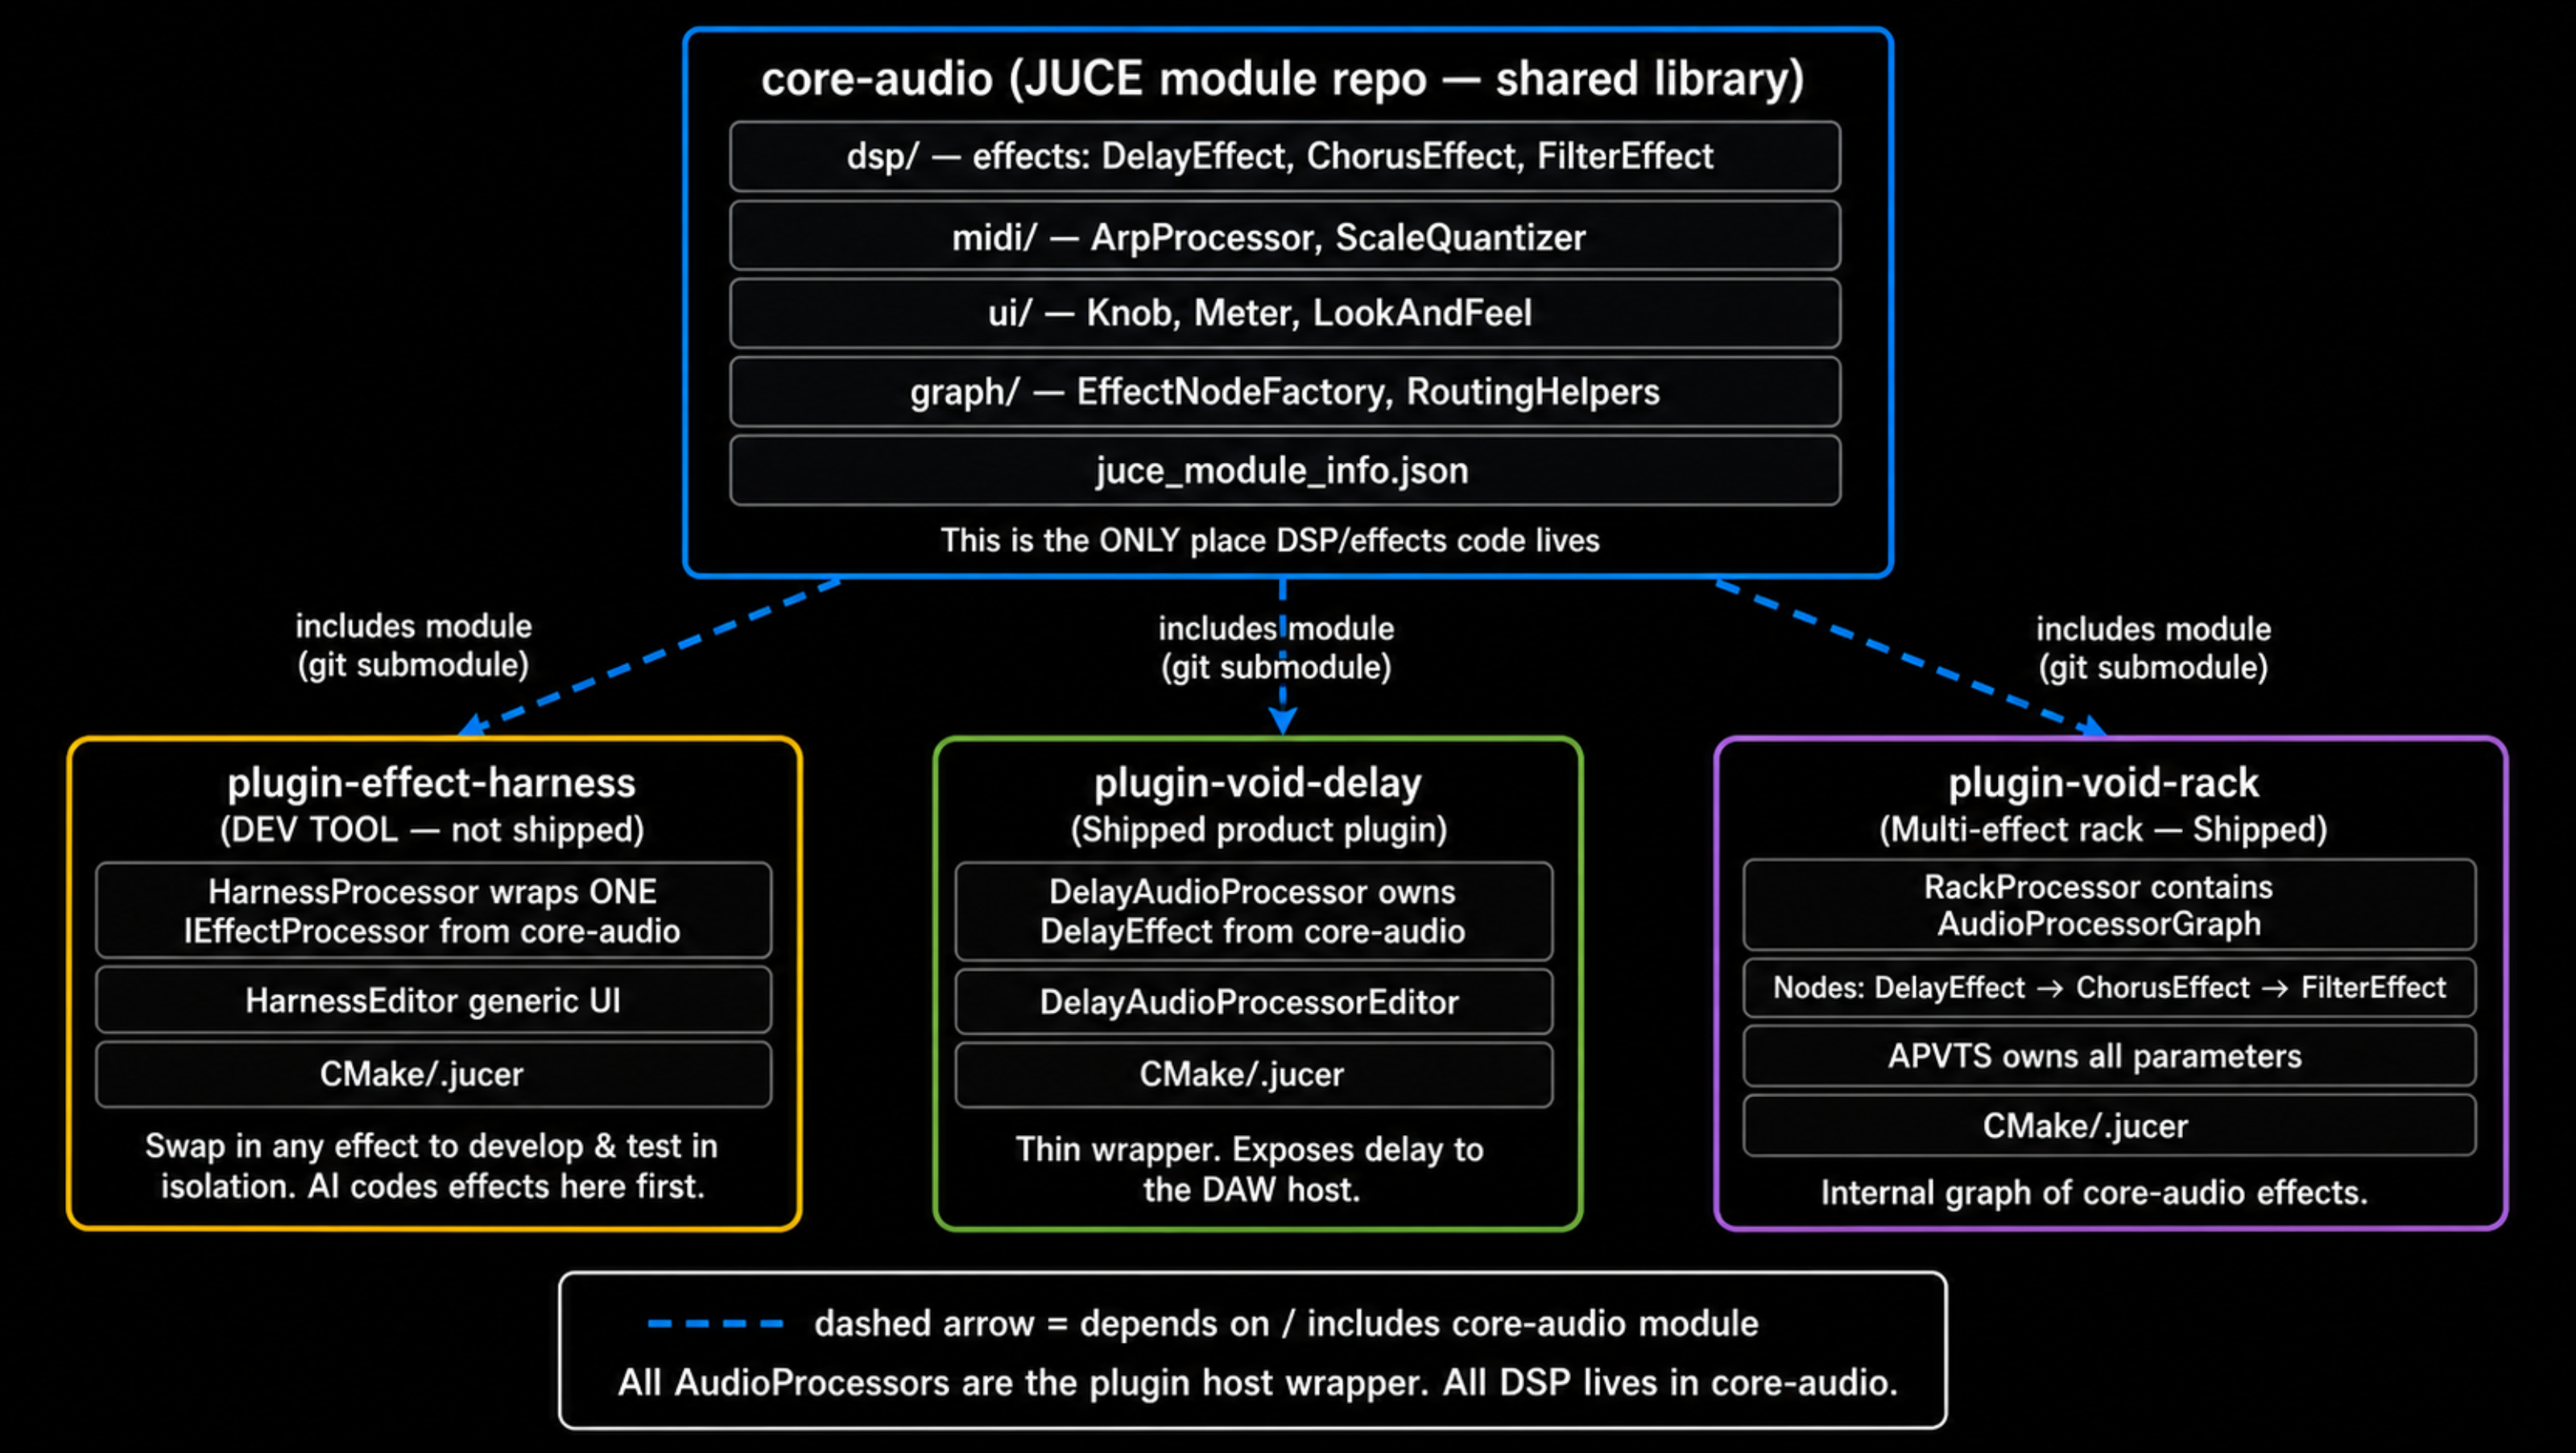 core-audio (JUCE module repo — shared library)
dsp/ — effects: DelayEffect, ChorusEffect, FilterEffect
midi/ — ArpProcessor, ScaleQuantizer
ui/ — Knob, Meter, LookAndFeel
graph/ — EffectNodeFactory, RoutingHelpers
juce_module_info.json
This is the ONLY place DSP/effects code lives
includes module
(git submodule)
includes module
(git submodule)
includes module
(git submodule)
plugin-effect-harness
(DEV TOOL — not shipped)
HarnessProcessor wraps ONE
IEffectProcessor from core-audio
HarnessEditor generic UI
CMake/.jucer
Swap in any effect to develop & test in
isolation. AI codes effects here first.
plugin-void-delay
(Shipped product plugin)
DelayAudioProcessor owns
DelayEffect from core-audio
DelayAudioProcessorEditor
CMake/.jucer
Thin wrapper. Exposes delay to
the DAW host.
plugin-void-rack
(Multi-effect rack — Shipped)
RackProcessor contains
AudioProcessorGraph
Nodes: DelayEffect → ChorusEffect → FilterEffect
APVTS owns all parameters
CMake/.jucer
Internal graph of core-audio effects.
dashed arrow = depends on / includes core-audio module
All AudioProcessors are the plugin host wrapper. All DSP lives in core-audio.